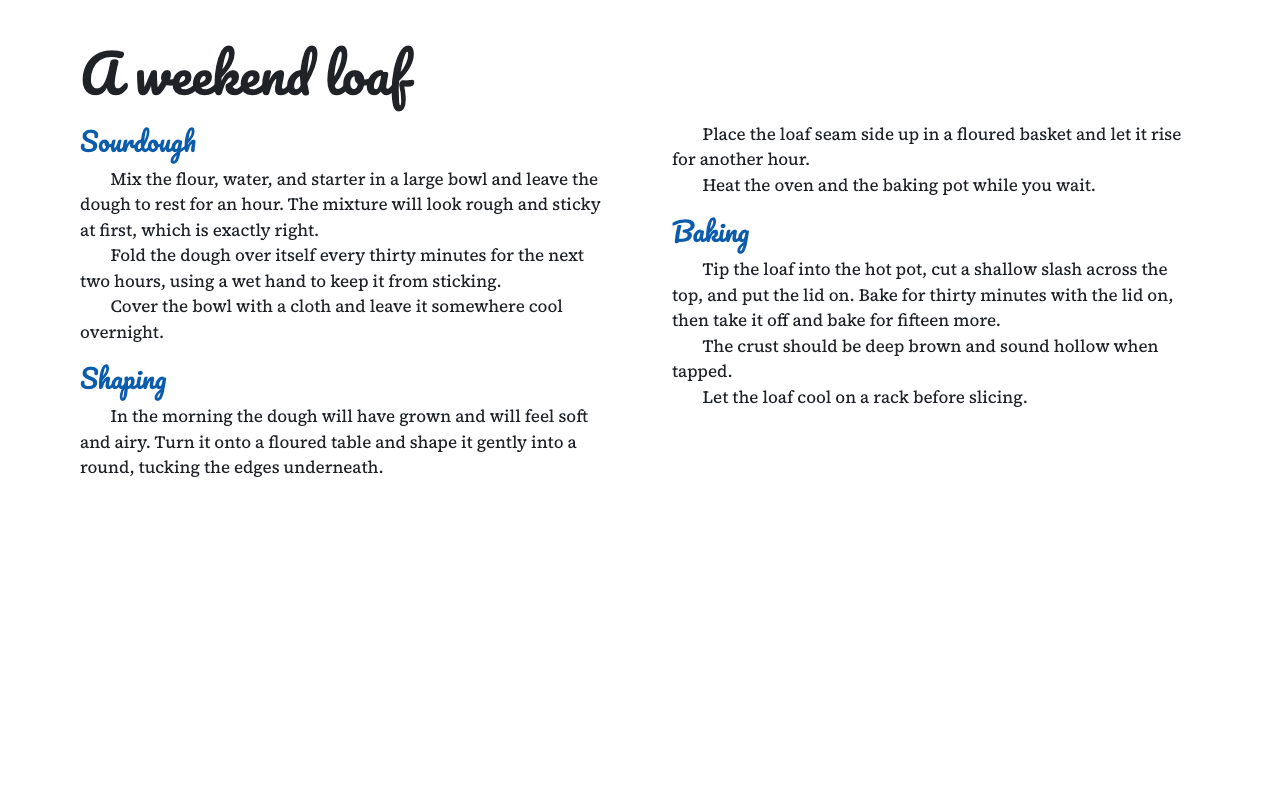 A weekend loaf
Sourdough
Mix the flour, water, and starter in a large bowl and leave the
dough to rest for an hour. The mixture will look rough and sticky
at first, which is exactly right.
Fold the dough over itself every thirty minutes for the next
two hours, using a wet hand to keep it from sticking.
Cover the bowl with a cloth and leave it somewhere cool
overnight.
Shaping
In the morning the dough will have grown and will feel soft
and airy. Turn it onto a floured table and shape it gently into a
round, tucking the edges underneath.
Place the loaf seam side up in a floured basket and let it rise
for another hour.
Heat the oven and the baking pot while you wait.
Baking
Tip the loaf into the hot pot, cut a shallow slash across the
top, and put the lid on. Bake for thirty minutes with the lid on,
then take it off and bake for fifteen more.
The crust should be deep brown and sound hollow when
tapped.
Let the loaf cool on a rack before slicing.